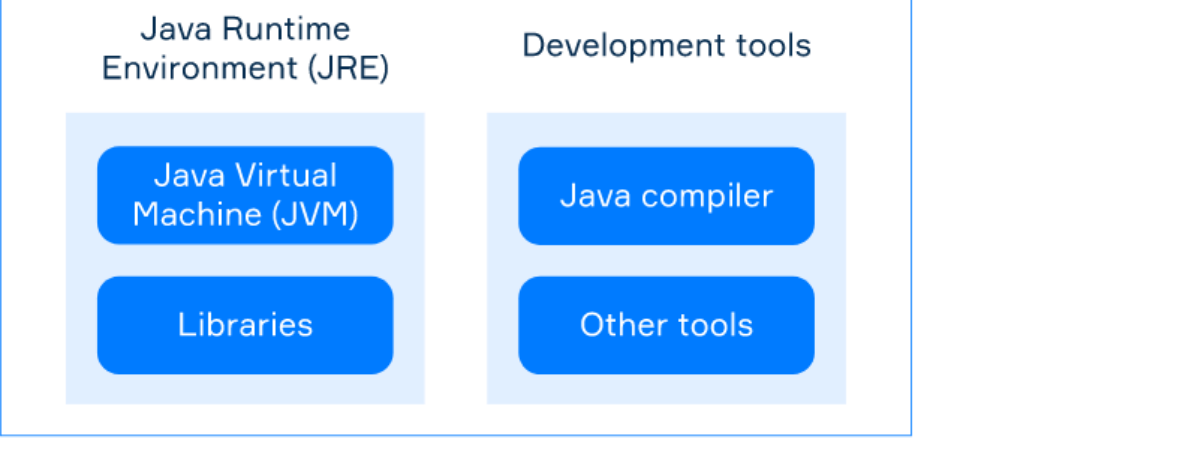 Java Runtime
Environment (JRE)
Development tools
Java Virtual
Machine (JVM)
Java compiler
Libraries
Other tools